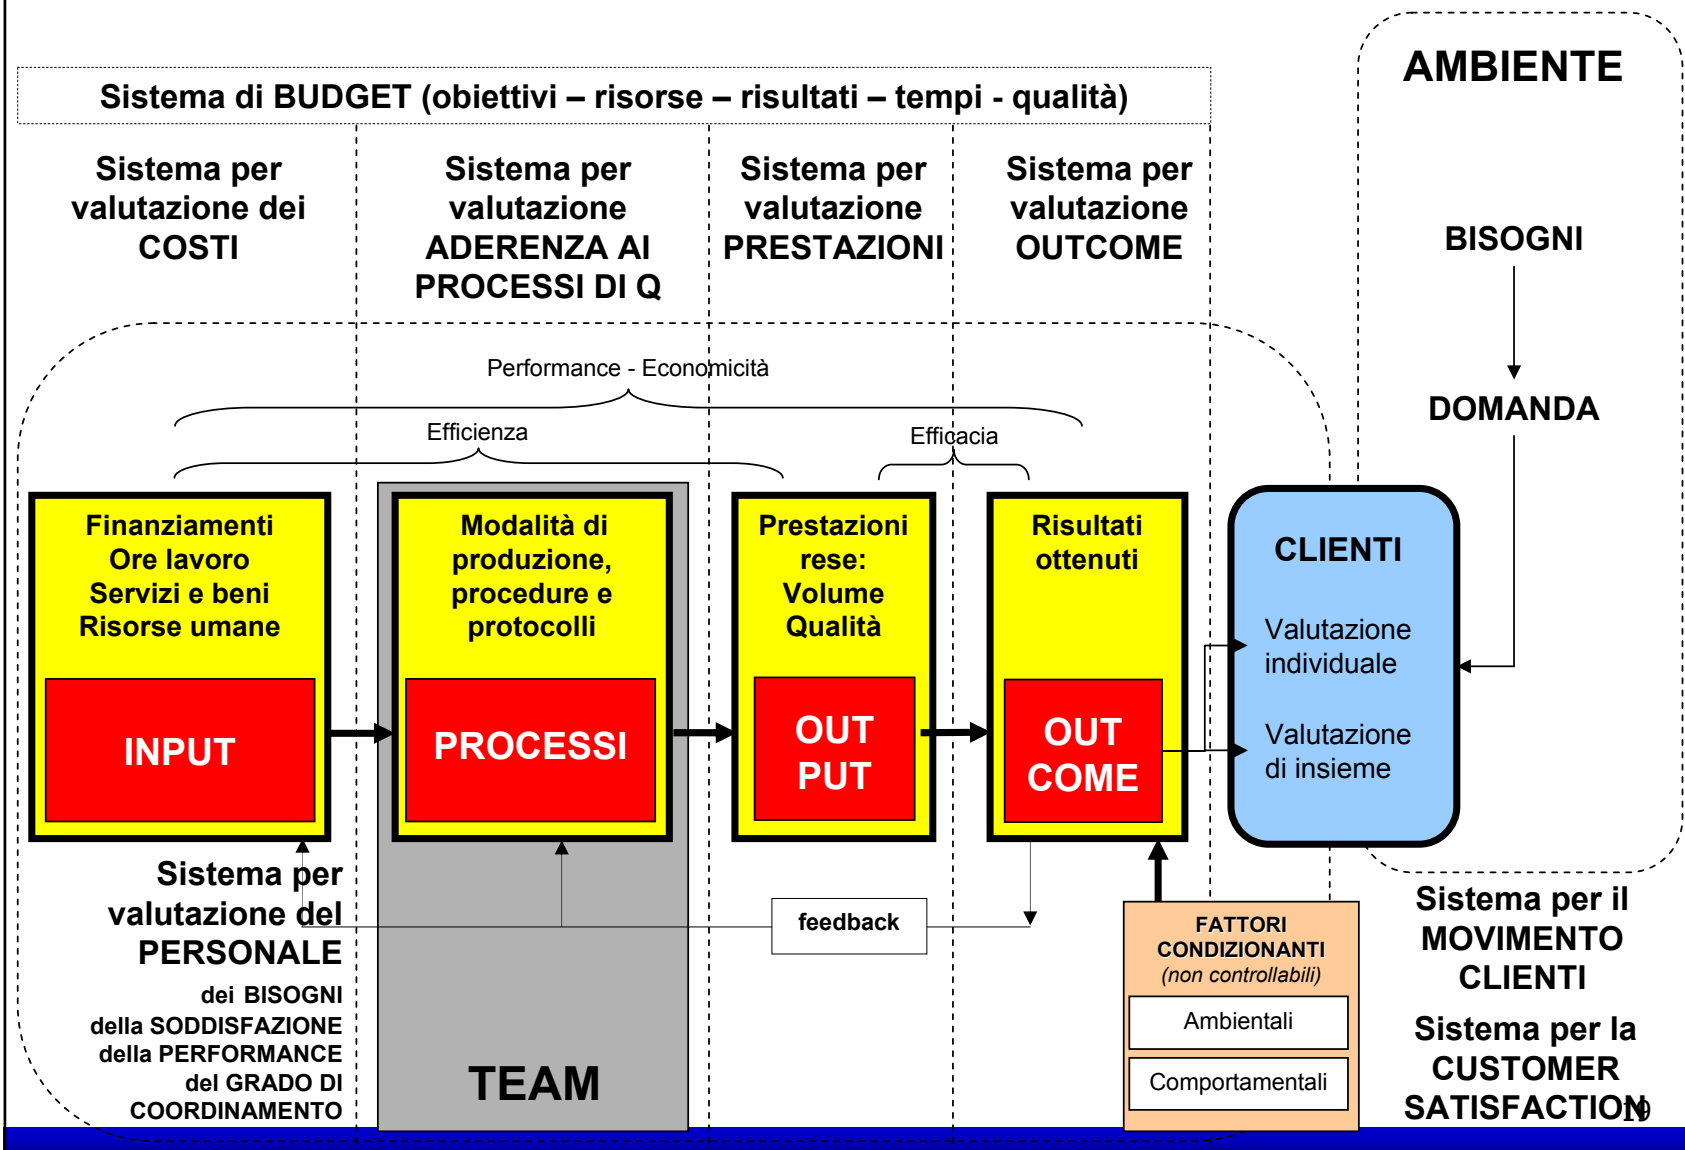 AMBIENTE
Sistema di BUDGET (obiettivi – risorse – risultati – tempi - qualità)
Sistema per
valutazione dei
COSTI
Sistema per
valutazione
ADERENZA AI
PROCESSI DI Q
Sistema per
valutazione
PRESTAZIONI
Sistema per
valutazione
OUTCOME
BISOGNI
DOMANDA
Performance - Economicità
Efficienza
Efficacia
Finanziamenti
Ore lavoro
Servizi e beni
Risorse umane
INPUT
Modalità di
produzione,
procedure e
protocolli
PROCESSI
Prestazioni
rese:
Volume
Qualità
OUT
PUT
Risultati
ottenuti
OUT
COME
CLIENTI
Valutazione
individuale
Valutazione
di insieme
Sistema per
valutazione del
PERSONALE
dei BISOGNI
della SODDISFAZIONE
della PERFORMANCE
del GRADO DI
COORDINAMENTO
TEAM
feedback
FATTORI
CONDIZIONANTI
(non controllabili)
Ambientali
Comportamentali
Sistema per il
MOVIMENTO
CLIENTI
Sistema per la
CUSTOMER
SATISFACTION
19